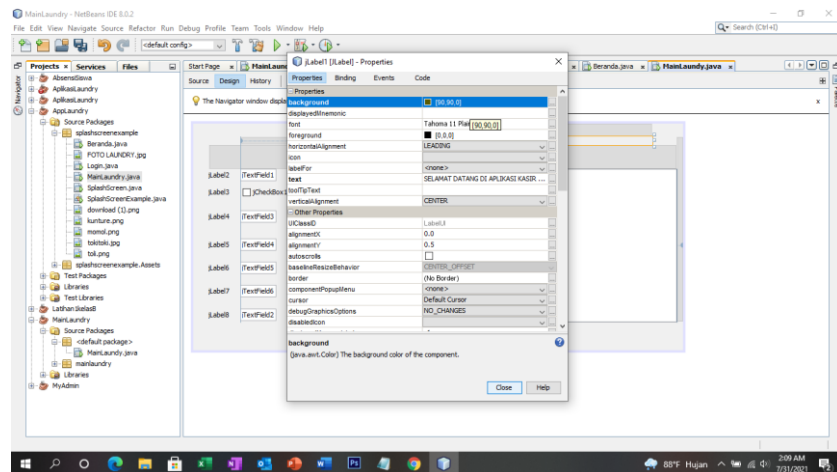 MainLaundry - NetBeans IDE 8.0.2
File Edit View Navigate Source Refactor Run Debug Profile Team Tools Window Help
Search (Ctrl+I)
<default config>
Projects
Services
Files
Navigator
AbsensiSiswa
AplikasiLaundry
AplikasiLaundry
AppLaundry
Source Packages
splashscreenexample
Beranda.java
FOTO LAUNDRY.jpg
Login.java
MainLaundry.java
SplashScreen.java
SplashScreenExample.java
download (1).png
kunture.png
momol.png
tokitoki.jpg
toli.png
splashscreenexample.Assets
Test Packages
Libraries
Test Libraries
Latihan3kelasB
MainLaundry
Source Packages
<default package>
MainLaundy.java
mainlaundry
Libraries
MyAdmin
Start Page
MainLaun
Beranda.java
MainLaundy.java
Source Design History
The Navigator window displa
jLabel2 jTextField1
jLabel3 jCheckBox1
jLabel4 jTextField3
jLabel5 jTextField4
jLabel6 jTextField5
jLabel7 jTextField6
jLabel8 jTextField2
jLabel1 [JLabel] - Properties
Properties Binding Events Code
Properties
background [90,90,0]
displayedMnemonic
font Tahoma 11 Plai
[90,90,0]
foreground [0,0,0]
horizontalAlignment LEADING
icon
labelFor <none>
text SELAMAT DATANG DI APLIKASI KASIR ...
toolTipText
verticalAlignment CENTER
Other Properties
UIClassID LabelUI
alignmentX 0.0
alignmentY 0.5
autoscrolls
baselineResizeBehavior CENTER_OFFSET
border (No Border)
componentPopupMenu <none>
cursor Default Cursor
debugGraphicsOptions NO_CHANGES
disabledIcon
background
(java.awt.Color) The background color of the component.
Close Help
88°F Hujan
2:09 AM
7/31/2021